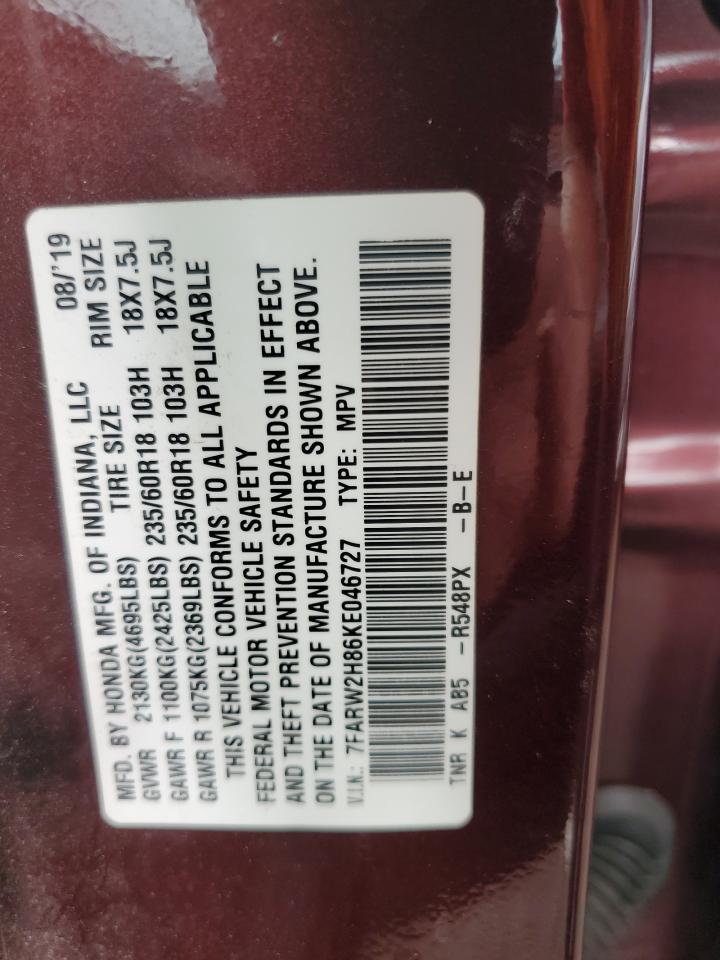 MFD. BY HONDA MFG. OF INDIANA, LLC 08/'19
GVWR 2130KG(4695LBS) TIRE SIZE RIM SIZE
GAWR F 1100KG(2425LBS) 235/60R18 103H 18X7.5J
GAWR R 1075KG(2369LBS) 235/60R18 103H 18X7.5J
THIS VEHICLE CONFORMS TO ALL APPLICABLE
FEDERAL MOTOR VEHICLE SAFETY
AND THEFT PREVENTION STANDARDS IN EFFECT
ON THE DATE OF MANUFACTURE SHOWN ABOVE.
V.I.N.: 7FARW2H86KE046727 TYPE: MPV
TNR K AB5 -R548PX -B-E